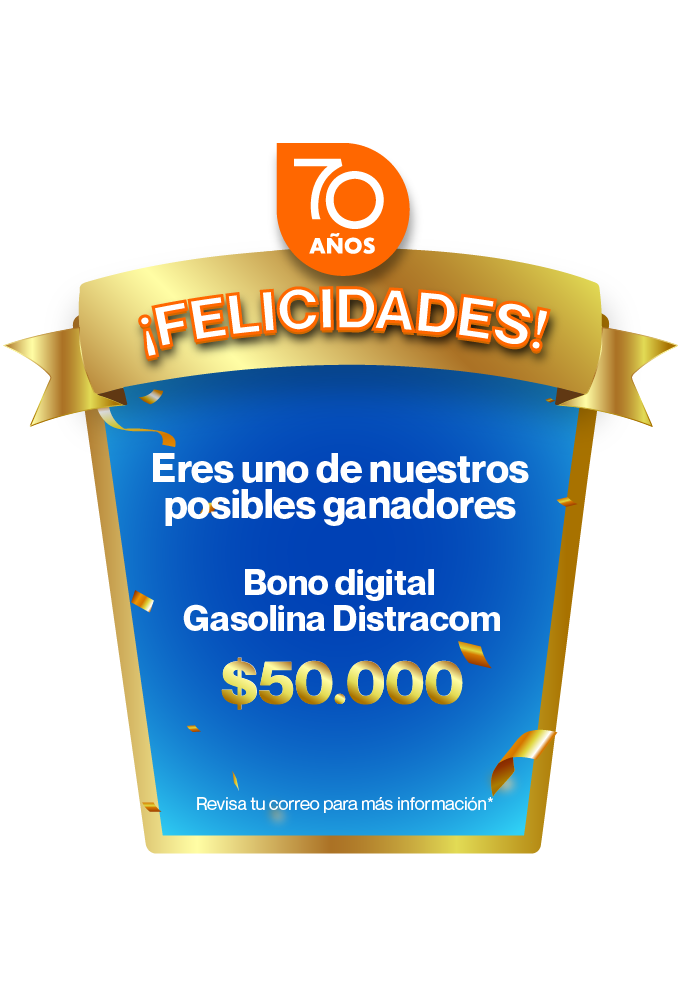 70
AÑOS
¡FELICIDADES!
Eres uno de nuestros
posibles ganadores
Bono digital
Gasolina Distracom
$50.000
Revisa tu correo para más información*